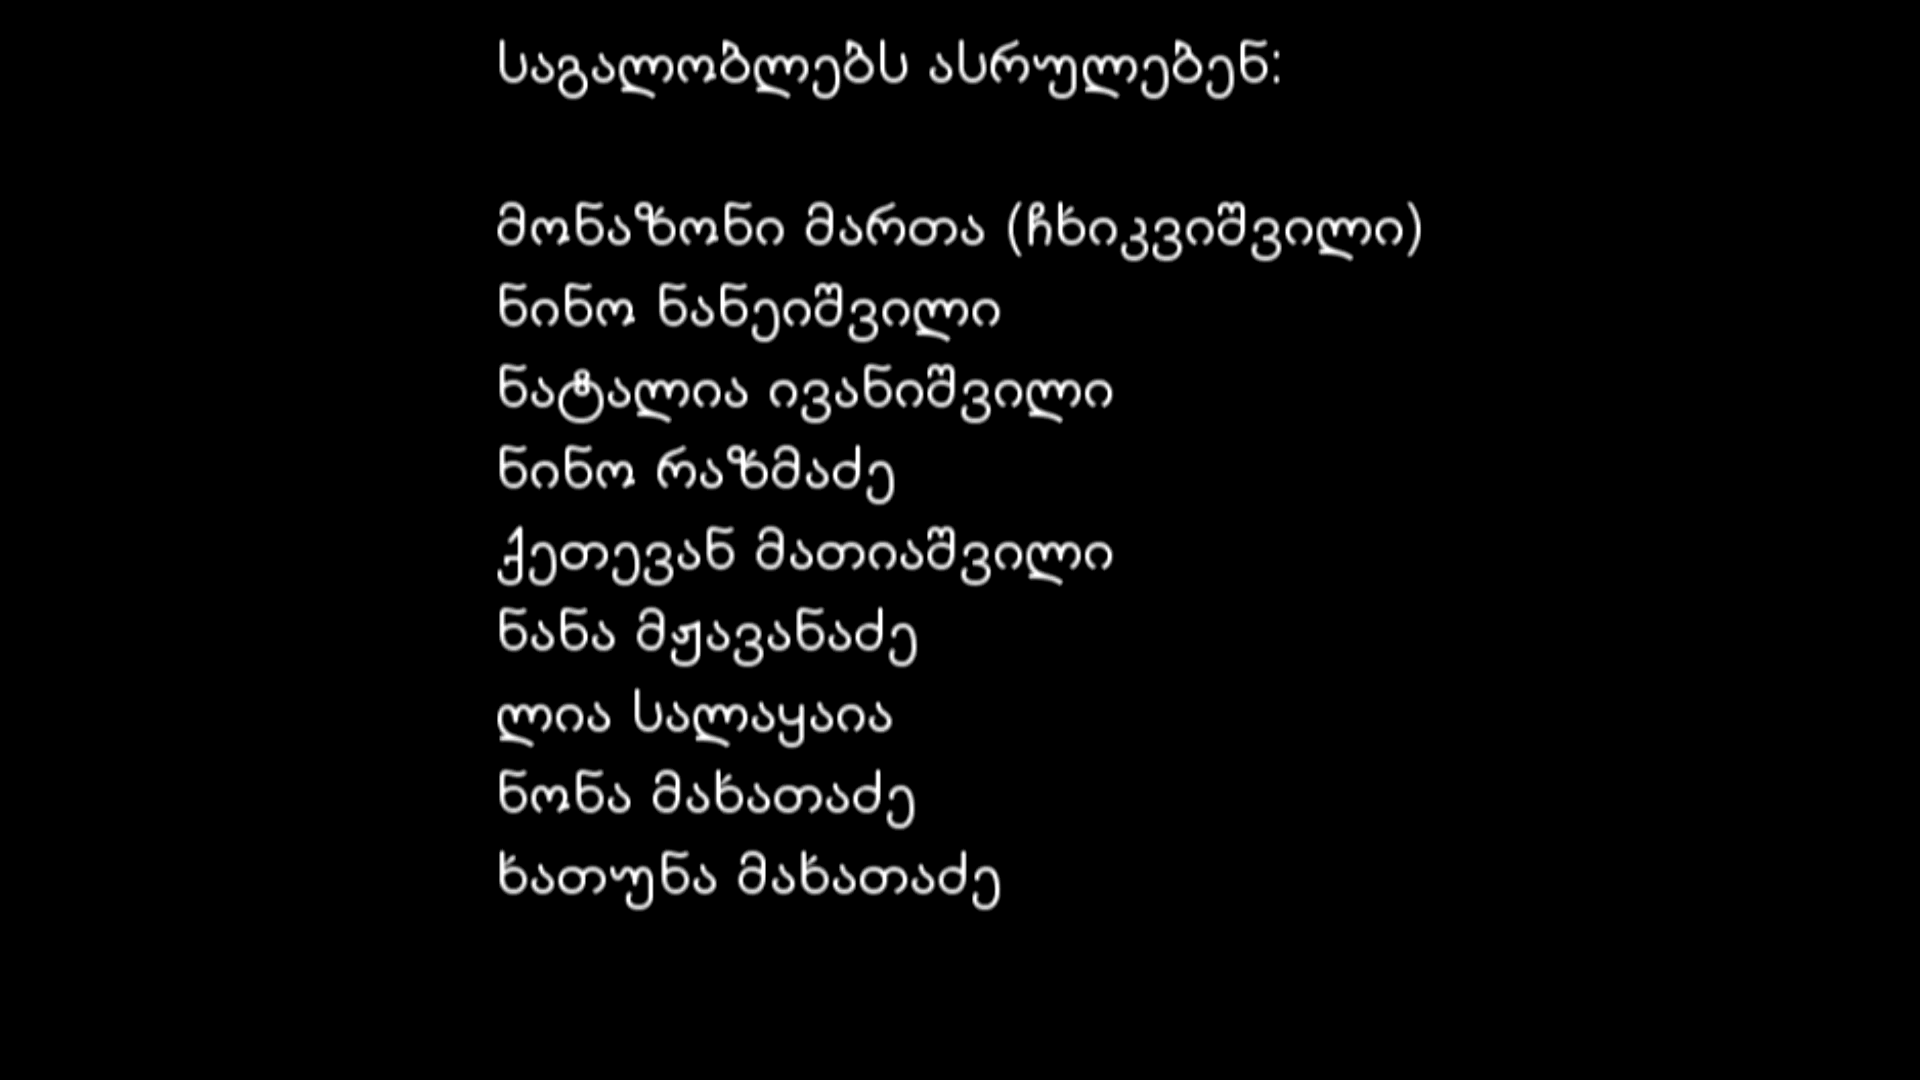 საგალობლებს ასრულებენ:
მონაზონი მართა (ჩხიკვიშვილი)
ნინო ნანეიშვილი
ნატალია ივანიშვილი
ნინო რაზმაძე
ქეთევან მათიაშვილი
ნანა მჟავანაძე
ლია სალაყაია
ნონა მახათაძე
ხათუნა მახათაძე